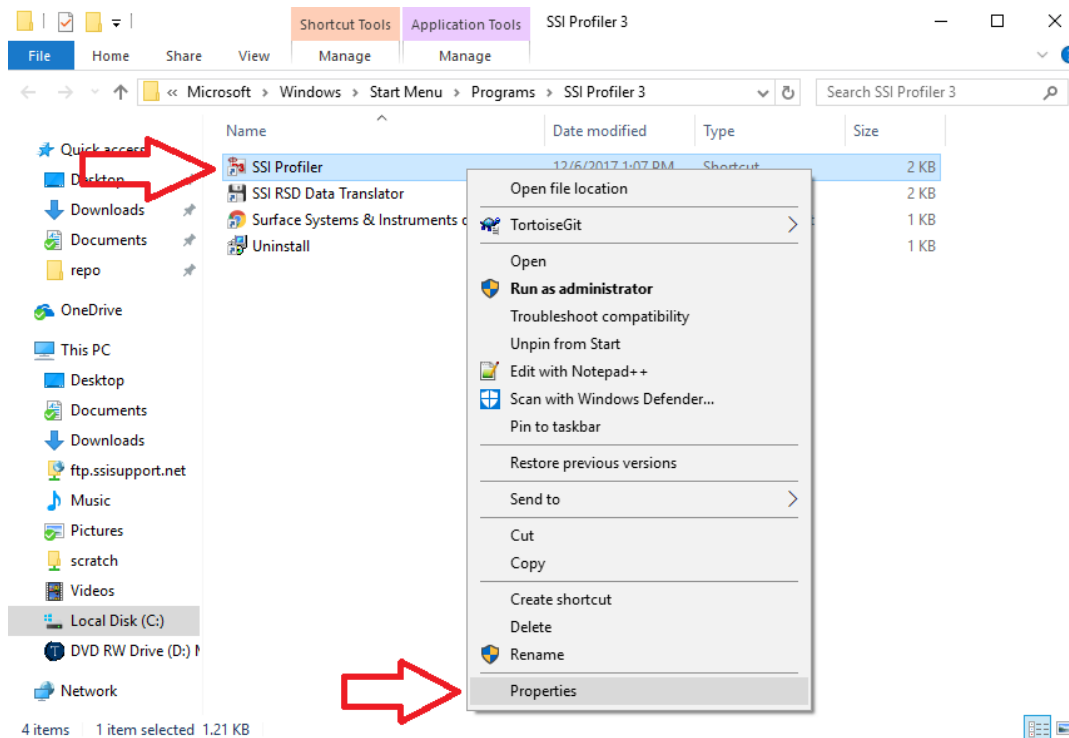 Shortcut Tools Application Tools SSI Profiler 3
File Home Share View Manage Manage
« Microsoft > Windows > Start Menu > Programs > SSI Profiler 3 Search SSI Profiler 3
Name Date modified Type Size
Quick access
Desktop
Downloads
Documents
repo
OneDrive
This PC
Desktop
Documents
Downloads
ftp.ssisupport.net
Music
Pictures
scratch
Videos
Local Disk (C:)
DVD RW Drive (D:)
Network
SSI Profiler 12/6/2017 1:07 PM Shortcut 2 KB
SSI RSD Data Translator 2 KB
Surface Systems & Instruments 1 KB
Uninstall 1 KB
Open file location
TortoiseGit
Open
Run as administrator
Troubleshoot compatibility
Unpin from Start
Edit with Notepad++
Scan with Windows Defender...
Pin to taskbar
Restore previous versions
Send to
Cut
Copy
Create shortcut
Delete
Rename
Properties
4 items 1 item selected 1.21 KB